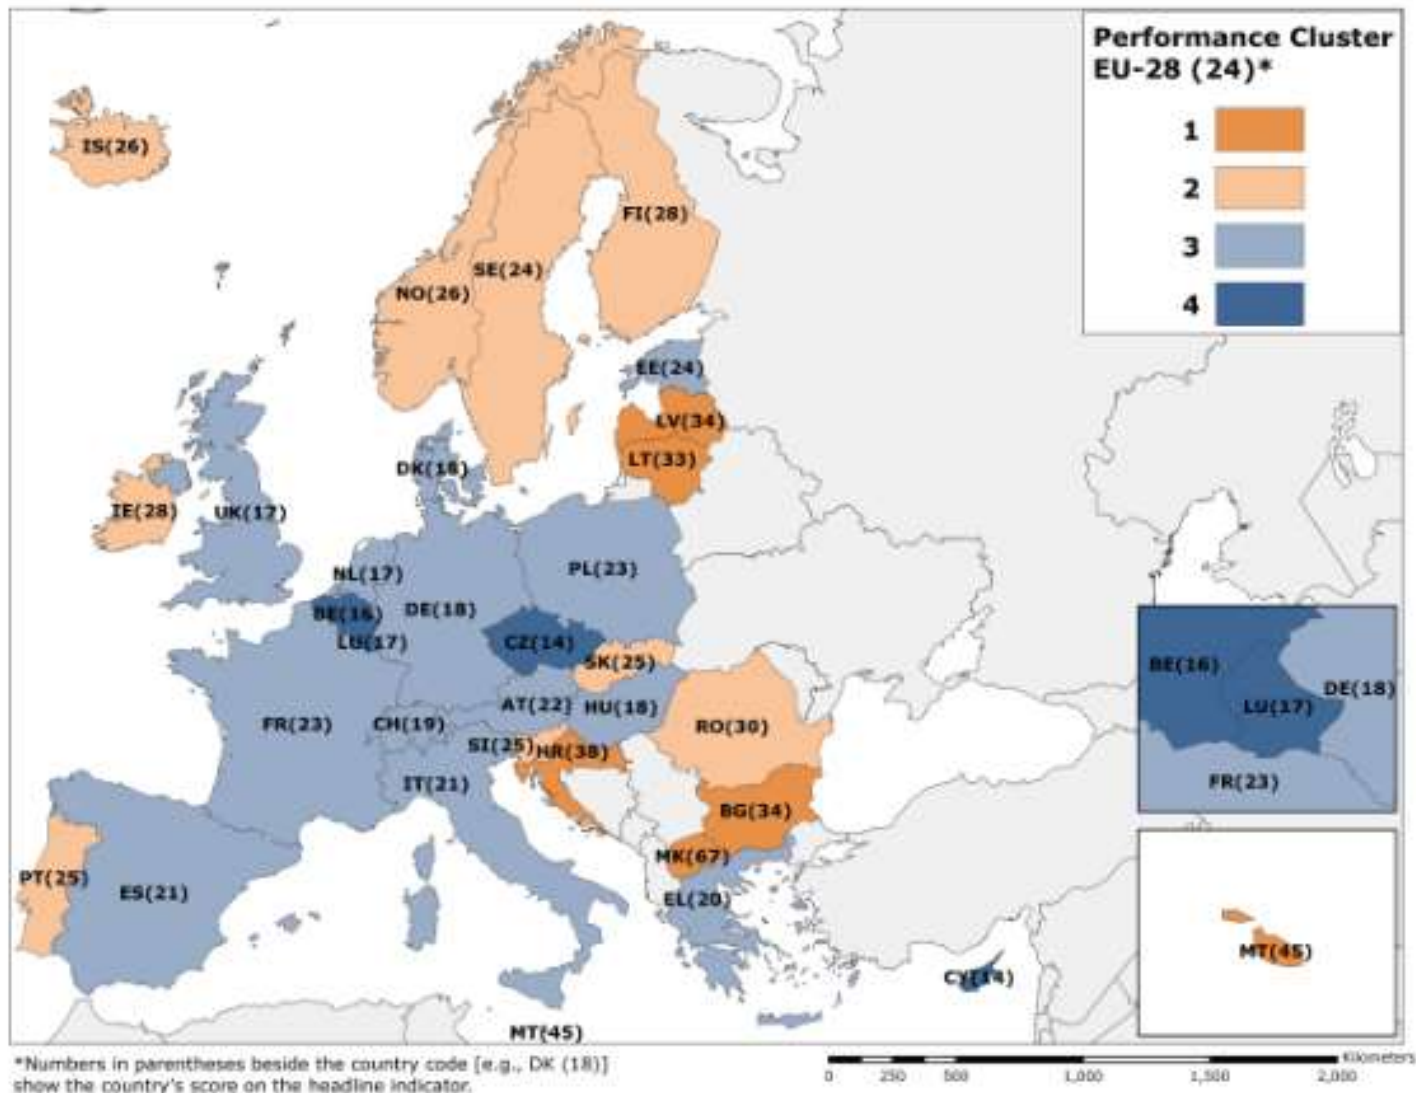 Performance Cluster
EU-28 (24)*
1
2
3
4
IS(26)
FI(28)
SE(24)
NO(26)
EE(24)
LV(34)
LT(33)
DK(18)
IE(28)
UK(17)
NL(17)
PL(23)
BE(16)
DE(18)
LU(17)
CZ(14)
SK(25)
AT(22)
HU(18)
FR(23)
CH(19)
SI(25)
HR(38)
RO(30)
IT(21)
BG(34)
MK(67)
PT(25)
ES(21)
EL(20)
CY(14)
MT(45)
BE(16)
DE(18)
LU(17)
FR(23)
MT(45)
*Numbers in parentheses beside the country code [e.g., DK (18)]
show the country's score on the headline indicator.
Kilometers
0 250 500 1,000 1,500 2,000